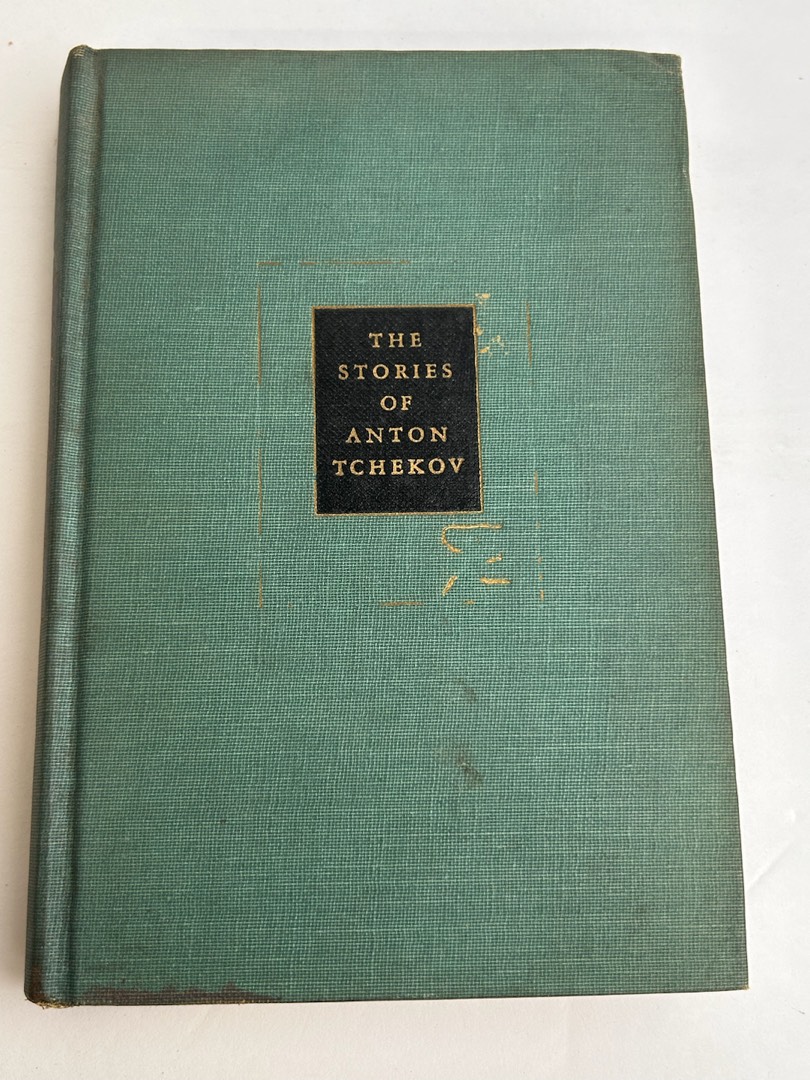 THE
STORIES
OF
ANTON
TCHEKOV